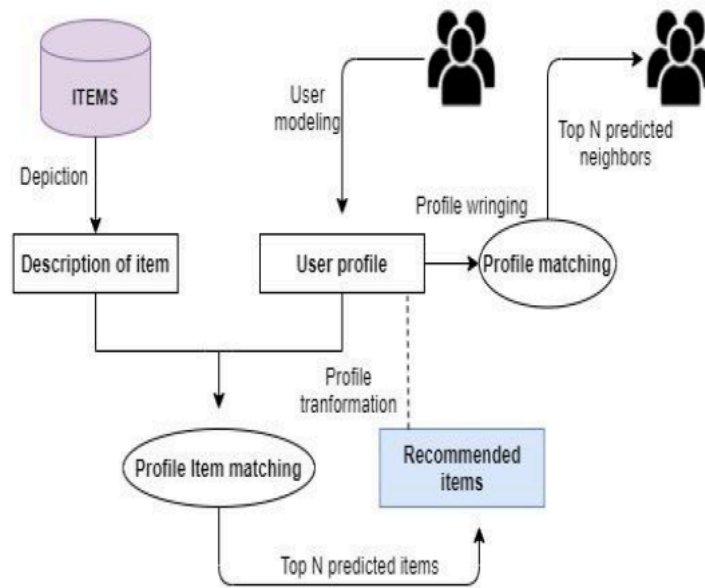 ITEMS
User
modeling
Top N predicted
neighbors
Depiction
Profile wringing
Description of item
User profile
Profile matching
Profile
tranformation
Profile Item matching
Recommended
items
Top N predicted items